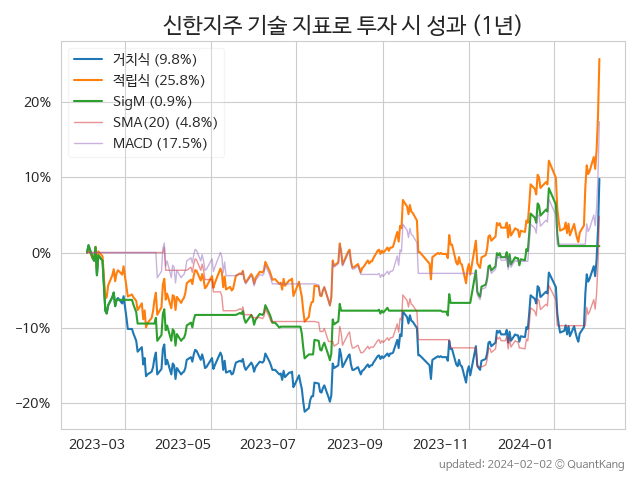 신한지주 기술 지표로 투자 시 성과 (1년)
거치식 (9.8%)
적립식 (25.8%)
SigM (0.9%)
SMA(20) (4.8%)
MACD (17.5%)
20%
10%
0%
−10%
−20%
2023-03 2023-05 2023-07 2023-09 2023-11 2024-01
updated: 2024-02-02 © QuantKang